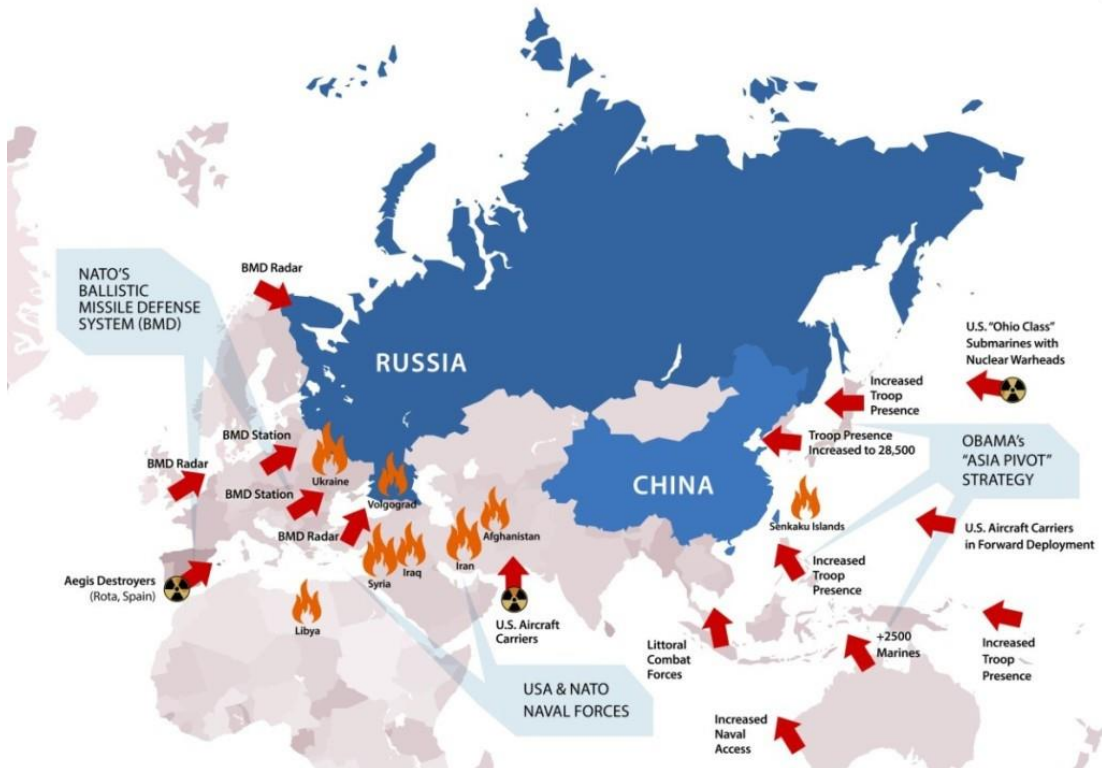 NATO'S
BALLISTIC
MISSILE DEFENSE
SYSTEM (BMD)
BMD Radar
RUSSIA
U.S. "Ohio Class"
Submarines with
Nuclear Warheads
Increased
Troop
Presence
Troop Presence
Increased to 28,500
OBAMA's
"ASIA PIVOT"
STRATEGY
BMD Station
BMD Radar
Ukraine
BMD Station
Volgograd
CHINA
Senkaku Islands
BMD Radar
Afghanistan
U.S. Aircraft Carriers
in Forward Deployment
Syria
Iraq
Iran
Increased
Troop
Presence
Aegis Destroyers
(Rota, Spain)
Libya
U.S. Aircraft
Carriers
Littoral
Combat
Forces
+2500
Marines
Increased
Troop
Presence
USA & NATO
NAVAL FORCES
Increased
Naval
Access